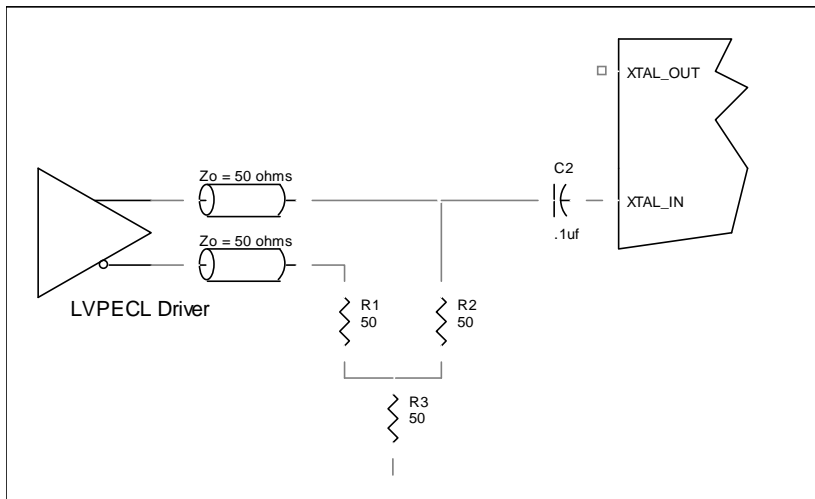 XTAL_OUT
C2
Zo = 50 ohms
XTAL_IN
.1uf
Zo = 50 ohms
LVPECL Driver
R1
50
R2
50
R3
50